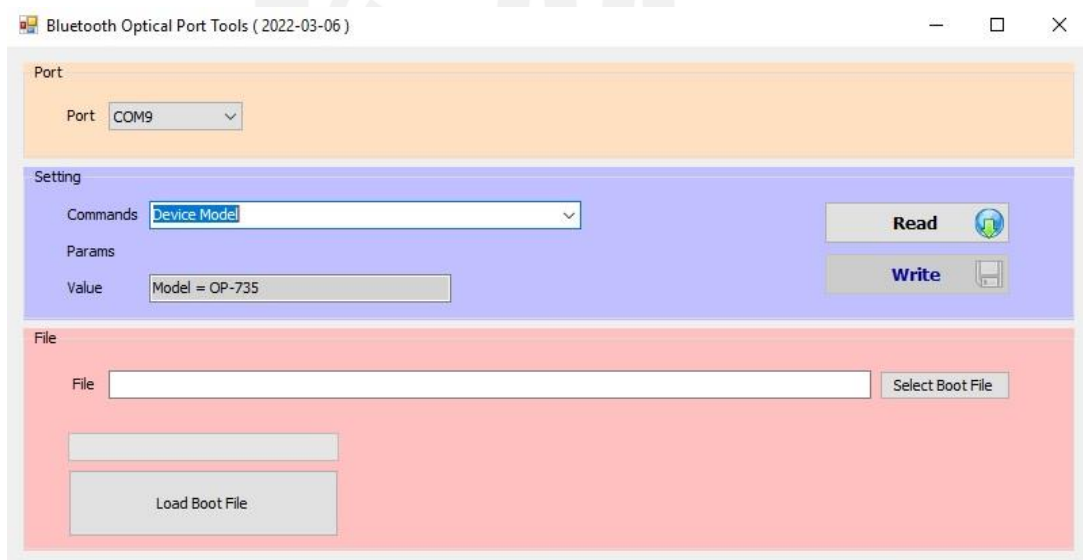 Bluetooth Optical Port Tools ( 2022-03-06 )
Port
Port COM9
Setting
Commands Device Model
Read
Params
Write
Value Model = OP-735
File
File Select Boot File
Load Boot File